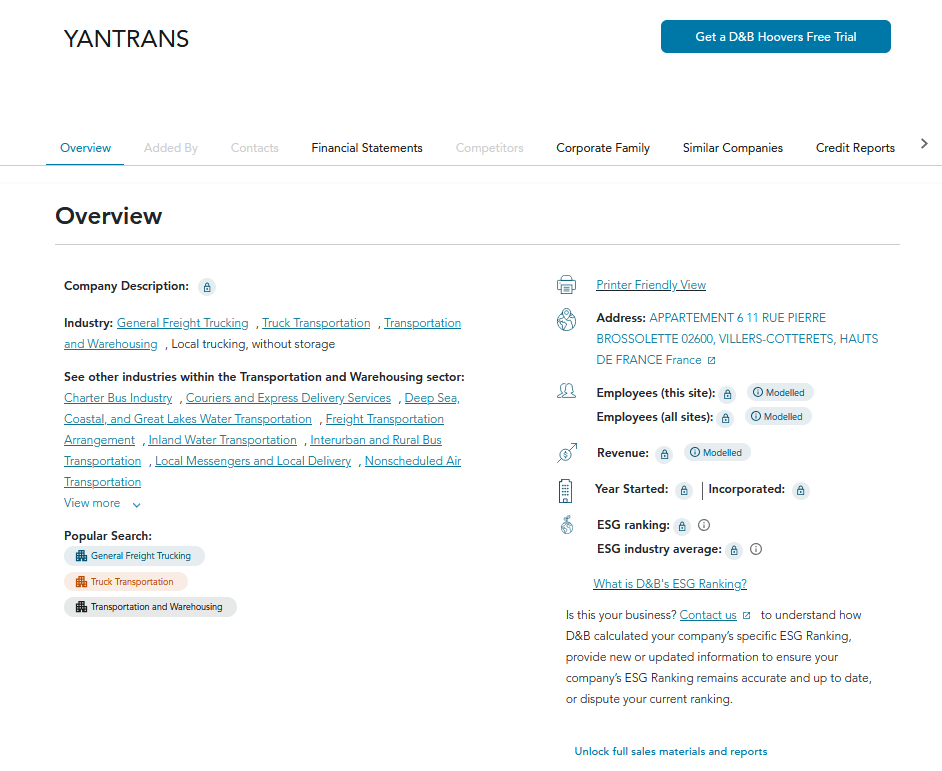 YANTRANS
Get a D&B Hoovers Free Trial
Overview
Added By
Contacts
Financial Statements
Competitors
Corporate Family
Similar Companies
Credit Reports
Overview
Company Description:
Industry: General Freight Trucking , Truck Transportation , Transportation
and Warehousing , Local trucking, without storage
See other industries within the Transportation and Warehousing sector:
Charter Bus Industry , Couriers and Express Delivery Services , Deep Sea,
Coastal, and Great Lakes Water Transportation , Freight Transportation
Arrangement , Inland Water Transportation , Interurban and Rural Bus
Transportation , Local Messengers and Local Delivery , Nonscheduled Air
Transportation
View more
Popular Search:
General Freight Trucking
Truck Transportation
Transportation and Warehousing
Printer Friendly View
Address: APPARTEMENT 6 11 RUE PIERRE
BROSSOLETTE 02600, VILLERS-COTTERETS, HAUTS
DE FRANCE France
Employees (this site): Modelled
Employees (all sites): Modelled
Revenue: Modelled
Year Started: Incorporated:
ESG ranking:
ESG industry average:
What is D&B's ESG Ranking?
Is this your business? Contact us to understand how
D&B calculated your company's specific ESG Ranking,
provide new or updated information to ensure your
company's ESG Ranking remains accurate and up to date,
or dispute your current ranking.
Unlock full sales materials and reports